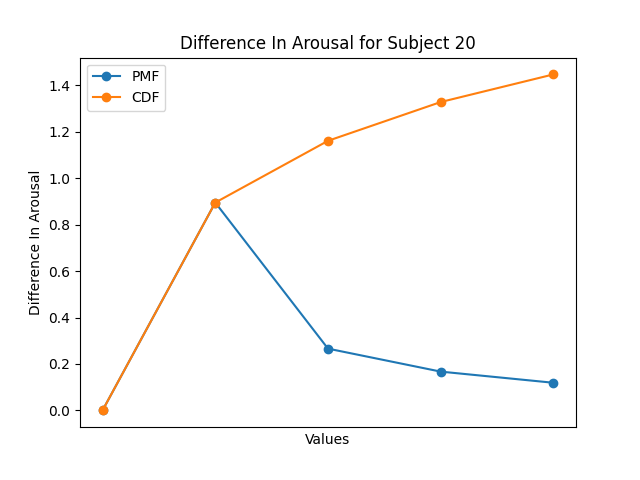 Difference In Arousal for Subject 20
PMF
CDF
1.4
1.2
1.0
0.8
0.6
0.4
0.2
0.0
Difference In Arousal
Values